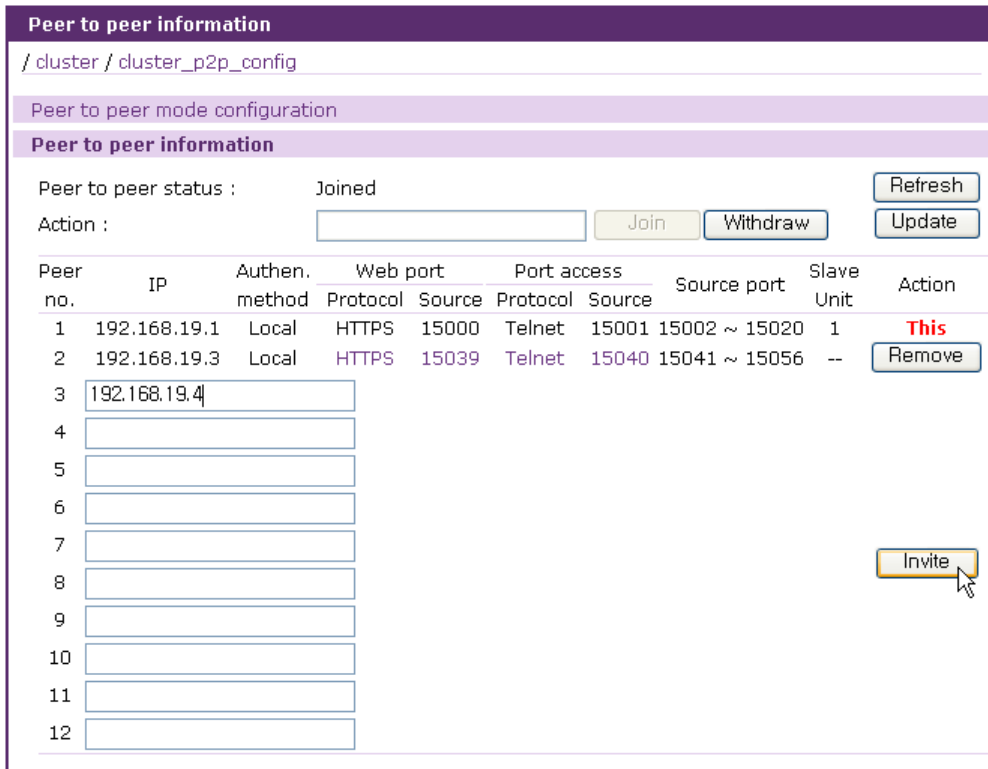 Peer to peer information
/ cluster / cluster_p2p_config
Peer to peer mode configuration
Peer to peer information
Peer to peer status : Joined Refresh
Action : Join Withdraw Update
Peer no. IP Authen. method Web port Port access Source port Slave Unit Action
Protocol Source Protocol Source
1 192.168.19.1 Local HTTPS 15000 Telnet 15001 15002 ~ 15020 1 This
2 192.168.19.3 Local HTTPS 15039 Telnet 15040 15041 ~ 15056 -- Remove
3 192.168.19.4
4
5
6
7
Invite
8
9
10
11
12